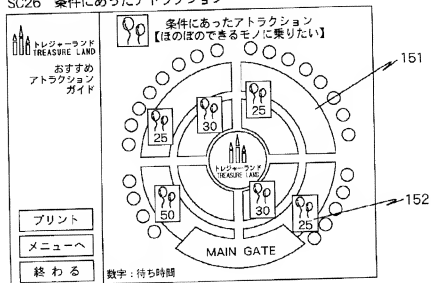 SC26 条件にあったアトラクション
トレジャーランド
TREASURE LAND
おすすめ
アトラクション
ガイド
条件にあったアトラクション
【ほのぼのできるモノに乗りたい】
151
25
30
25
トレジャーランド
TREASURE LAND
50
30
25
152
MAIN GATE
プリント
メニューへ
終わる
数字：待ち時間